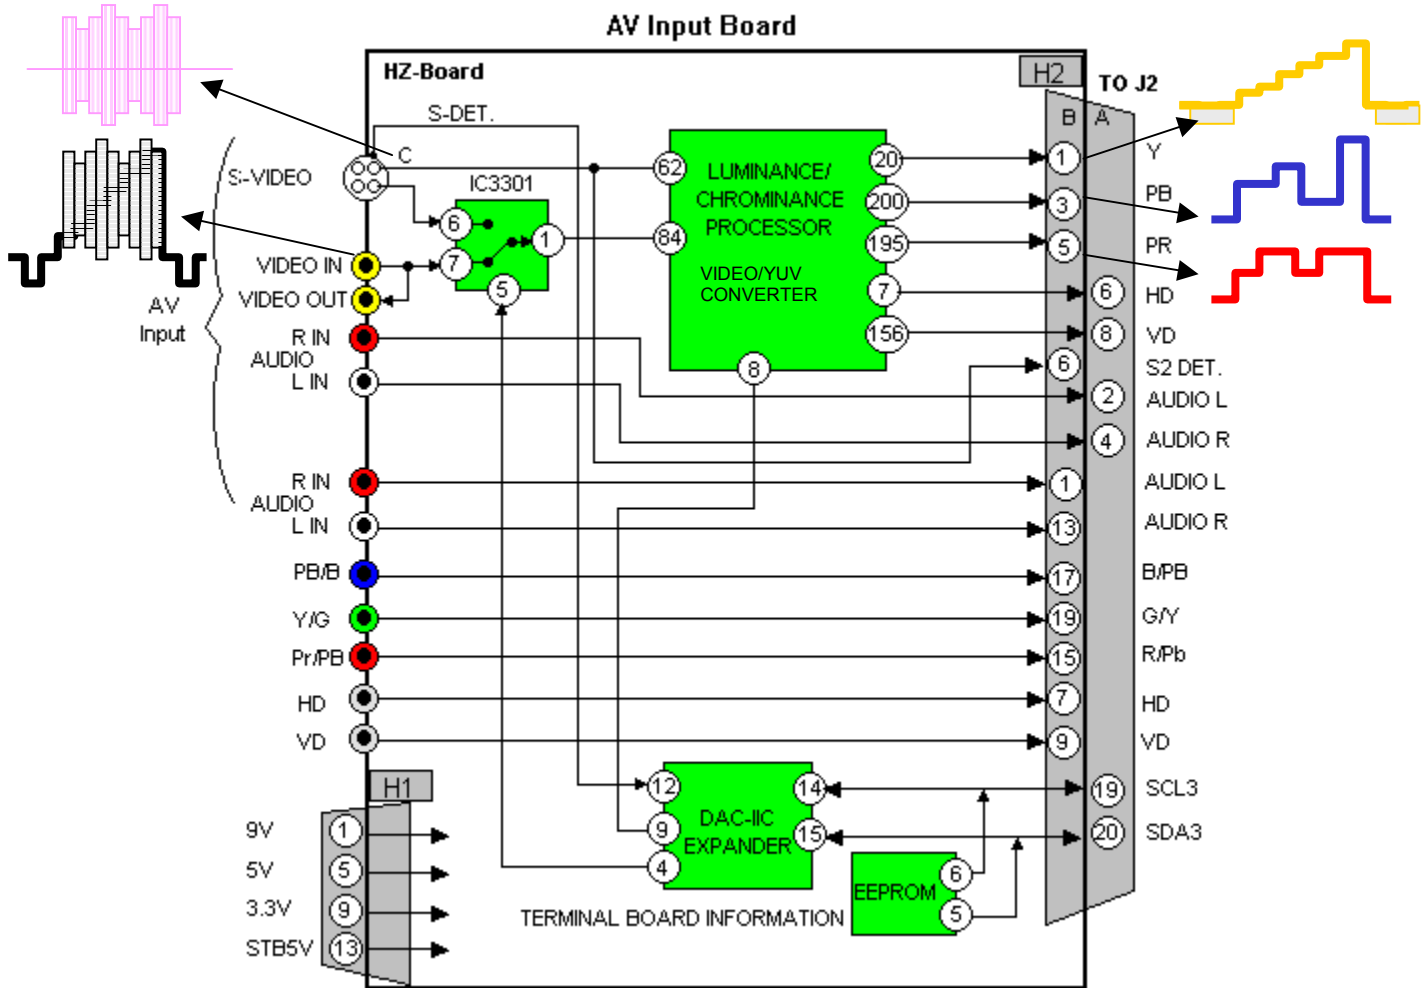 AV Input Board
HZ-Board
H2
TO J2
S-DET.
B A
C
S-VIDEO
IC3301
62
20
1
Y
LUMINANCE/
CHROMINANCE
PROCESSOR
200
3
PB
6
1
84
195
5
PR
VIDEO IN
7
VIDEO/YUV
CONVERTER
7
6
HD
VIDEO OUT
5
AV
Input
R IN
AUDIO
L IN
156
8
VD
8
6
S2 DET.
2
AUDIO L
4
AUDIO R
R IN
AUDIO
L IN
1
AUDIO L
13
AUDIO R
PB/B
17
B/PB
Y/G
19
G/Y
Pr/PB
15
R/Pb
HD
7
HD
VD
9
VD
H1
12
14
19
SCL3
9V
1
9
DAC-IIC
EXPANDER
15
20
SDA3
5V
5
4
EEPROM
6
3.3V
9
TERMINAL BOARD INFORMATION
5
STB5V
13